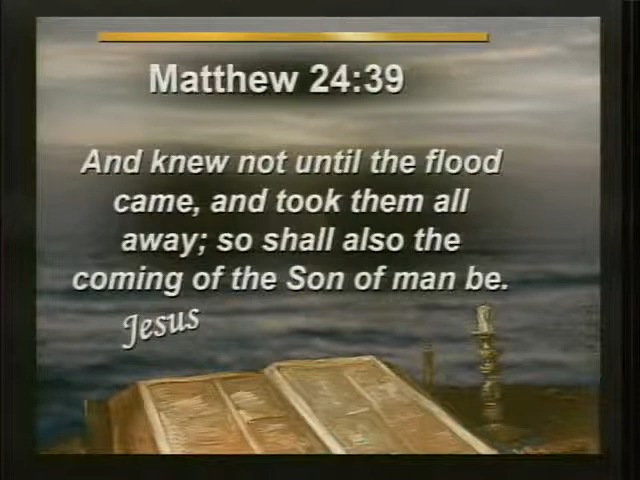 Matthew 24:39
And knew not until the flood
came, and took them all
away; so shall also the
coming of the Son of man be.
Jesus